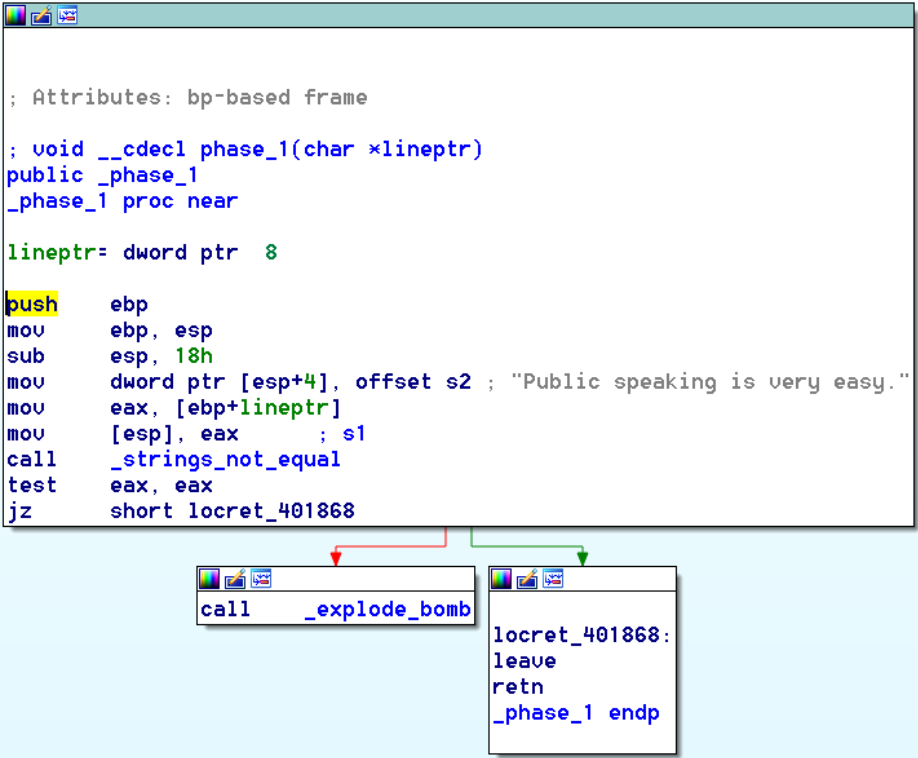 ; Attributes: bp-based frame
; void __cdecl phase_1(char *lineptr)
public _phase_1
_phase_1 proc near
lineptr= dword ptr  8
push    ebp
mov     ebp, esp
sub     esp, 18h
mov     dword ptr [esp+4], offset s2 ; "Public speaking is very easy."
mov     eax, [ebp+lineptr]
mov     [esp], eax      ; s1
call    _strings_not_equal
test    eax, eax
jz      short locret_401868
call    _explode_bomb
locret_401868:
leave
retn
_phase_1 endp